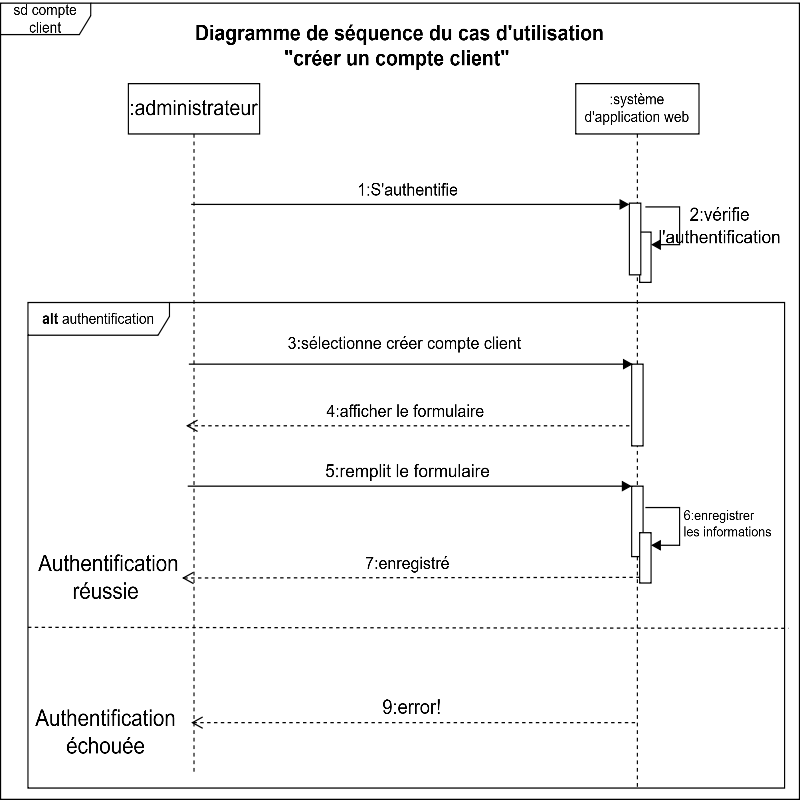 sd compte
client
Diagramme de séquence du cas d'utilisation
"créer un compte client"
:administrateur
:système
d'application web
1:S'authentifie
2:vérifie
l'authentification
alt authentification
3:sélectionne créer compte client
4:afficher le formulaire
5:remplit le formulaire
6:enregistrer
les informations
7:enregistré
Authentification
réussie
9:error!
Authentification
échouée